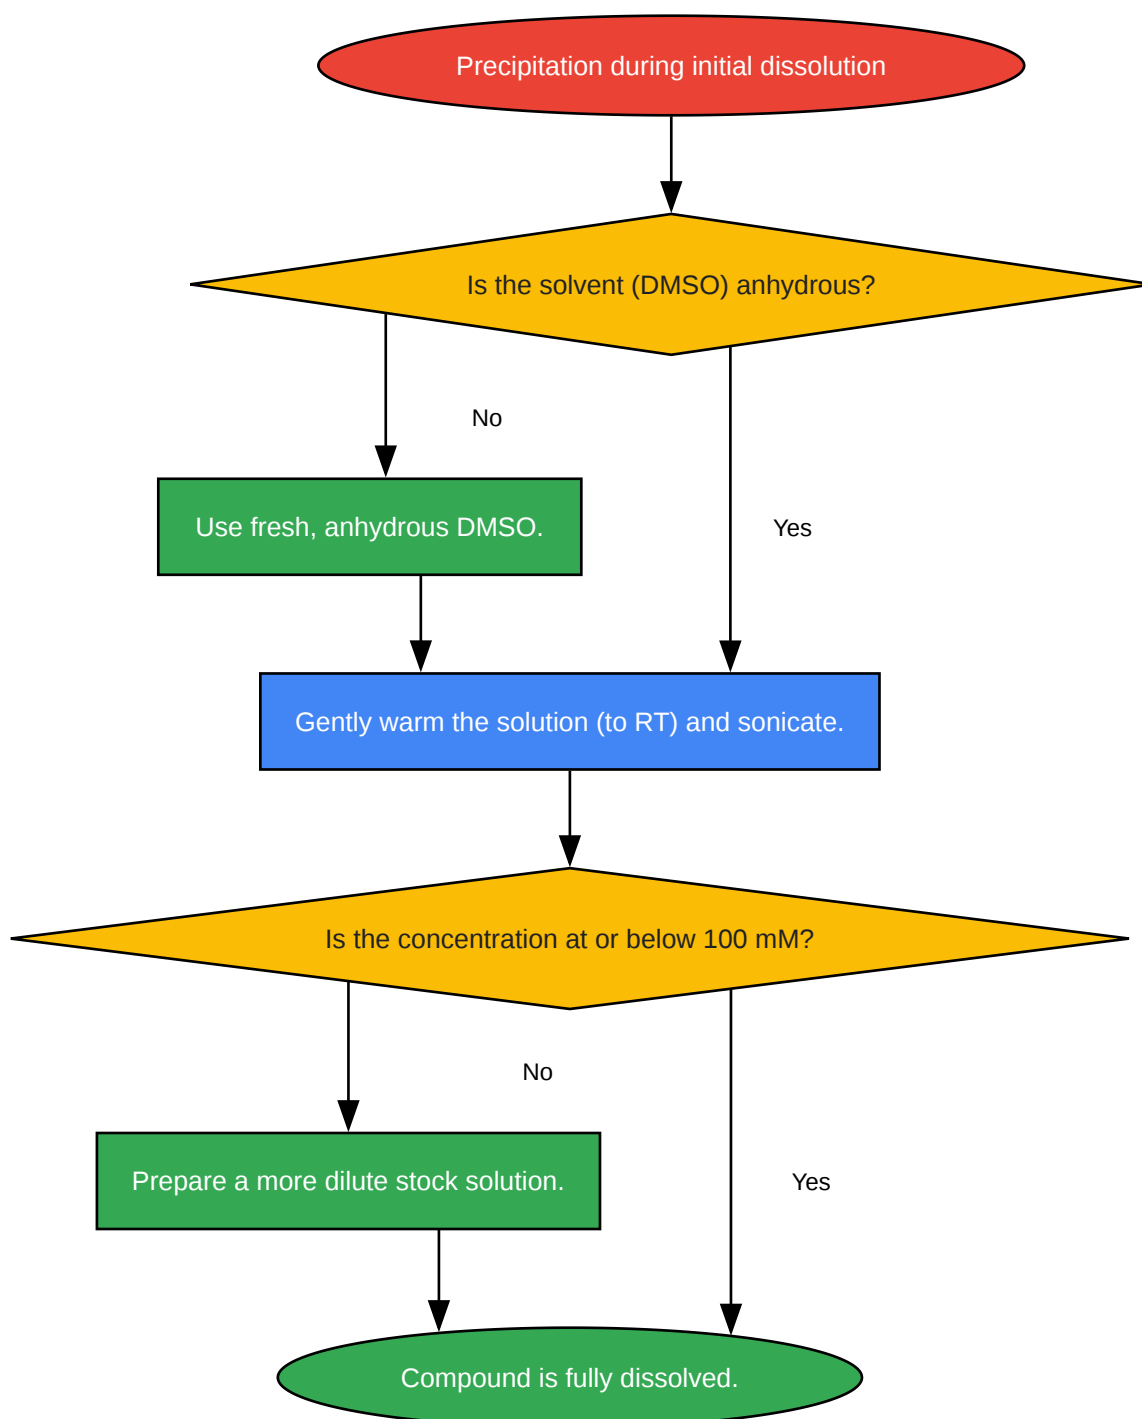 Precipitation during initial dissolution
Is the solvent (DMSO) anhydrous?
No
Use fresh, anhydrous DMSO.
Yes
Gently warm the solution (to RT) and sonicate.
Is the concentration at or below 100 mM?
No
Prepare a more dilute stock solution.
Yes
Compound is fully dissolved.